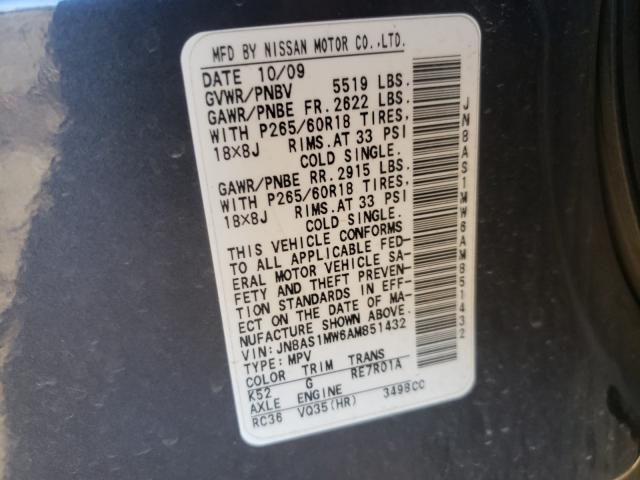 MFD BY NISSAN MOTOR CO.,LTD.
DATE 10/09
GVWR/PNBV 5519 LBS.
GAWR/PNBE FR.2622 LBS.
WITH P265/60R18 TIRES,
18X8J RIMS.AT 33 PSI
COLD SINGLE.
GAWR/PNBE RR.2915 LBS.
WITH P265/60R18 TIRES,
18X8J RIMS.AT 33 PSI
COLD SINGLE.
THIS VEHICLE CONFORMS
TO ALL APPLICABLE FED-
ERAL MOTOR VEHICLE SA-
FETY AND THEFT PREVEN-
TION STANDARDS IN EFF-
ECT ON THE DATE OF MA-
NUFACTURE SHOWN ABOVE.
VIN: JN8AS1MW6AM851432
TYPE: MPV
COLOR TRIM TRANS
K52 G RE7R01A
AXLE ENGINE
RC36 VQ35(HR) 3498CC
JN8AS1MW6AM851432